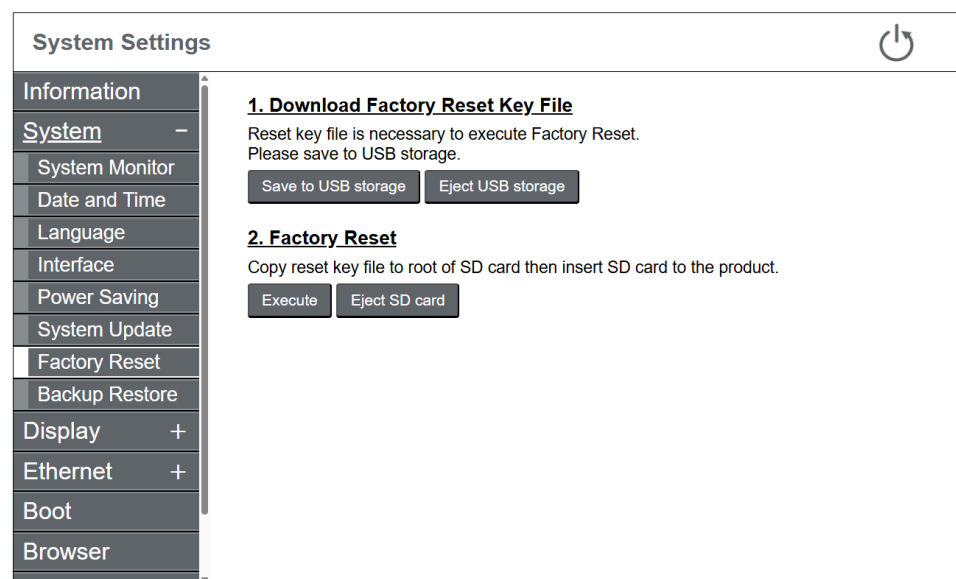 System Settings
Information
System −
System Monitor
Date and Time
Language
Interface
Power Saving
System Update
Factory Reset
Backup Restore
Display +
Ethernet +
Boot
Browser
1. Download Factory Reset Key File
Reset key file is necessary to execute Factory Reset.
Please save to USB storage.
Save to USB storage Eject USB storage
2. Factory Reset
Copy reset key file to root of SD card then insert SD card to the product.
Execute Eject SD card